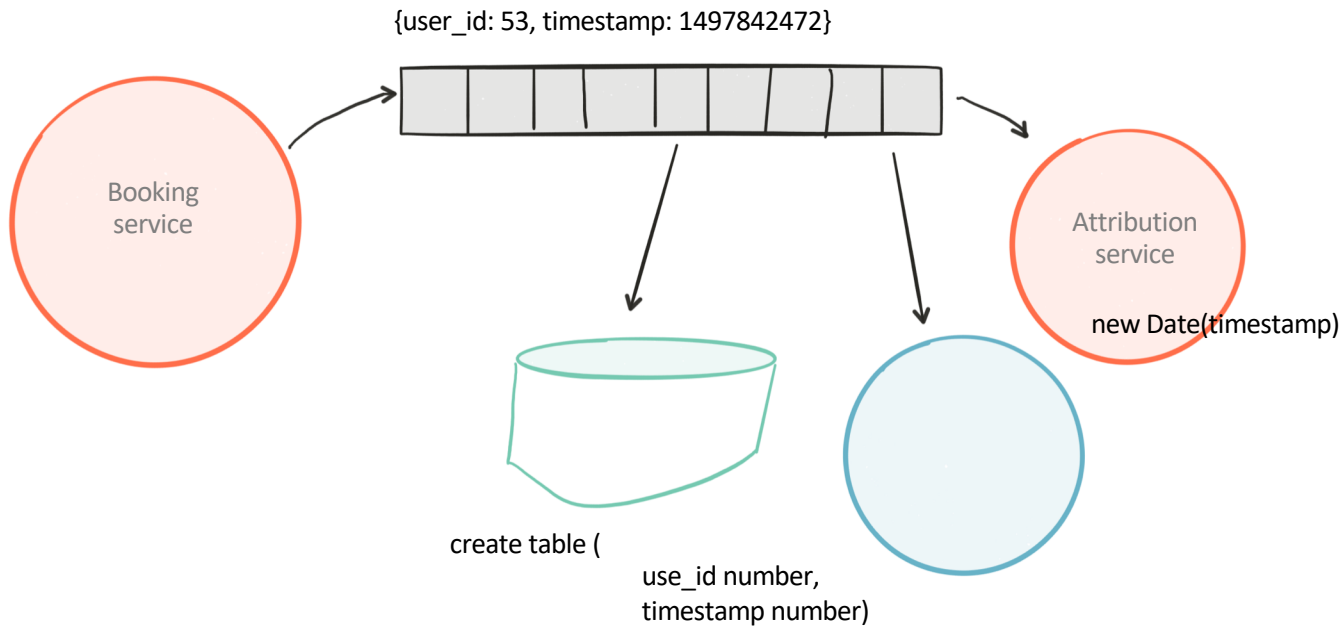 {user_id: 53, timestamp: 1497842472}
Booking
service
Attribution
service
new Date(timestamp)
create table (
use_id number,
timestamp number)